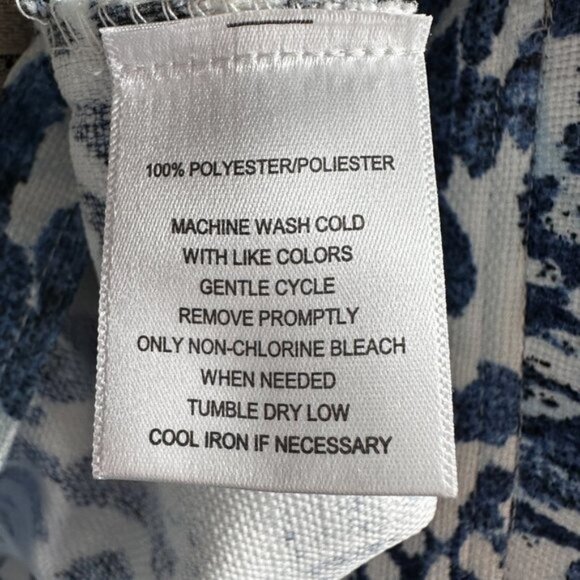 100% POLYESTER/POLIESTER
MACHINE WASH COLD
WITH LIKE COLORS
GENTLE CYCLE
REMOVE PROMPTLY
ONLY NON-CHLORINE BLEACH
WHEN NEEDED
TUMBLE DRY LOW
COOL IRON IF NECESSARY